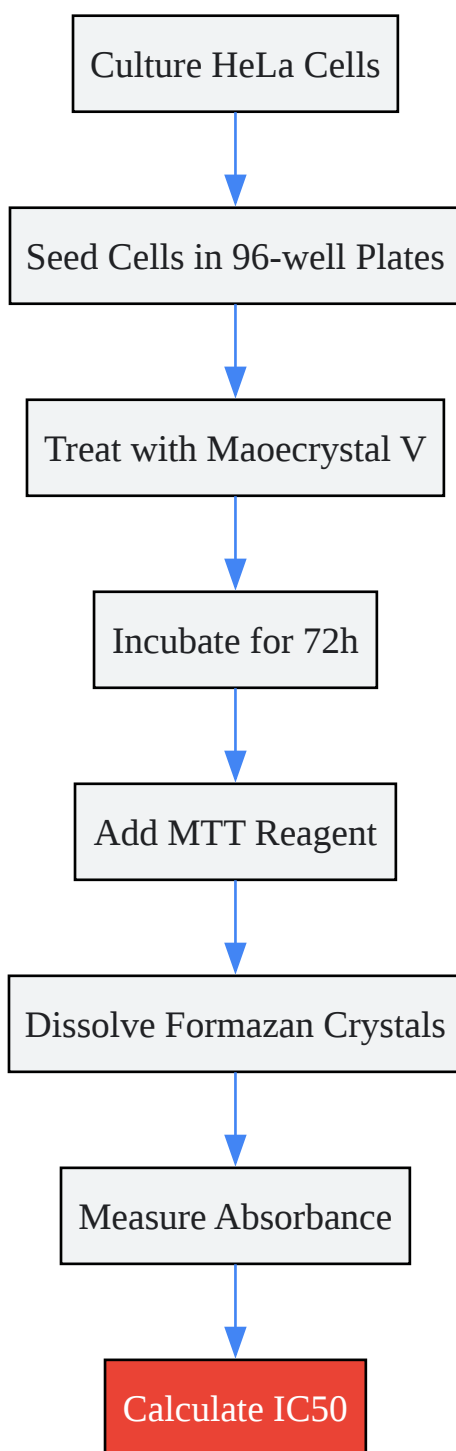 Culture HeLa Cells
Seed Cells in 96-well Plates
Treat with Maoecrystal V
Incubate for 72h
Add MTT Reagent
Dissolve Formazan Crystals
Measure Absorbance
Calculate IC50